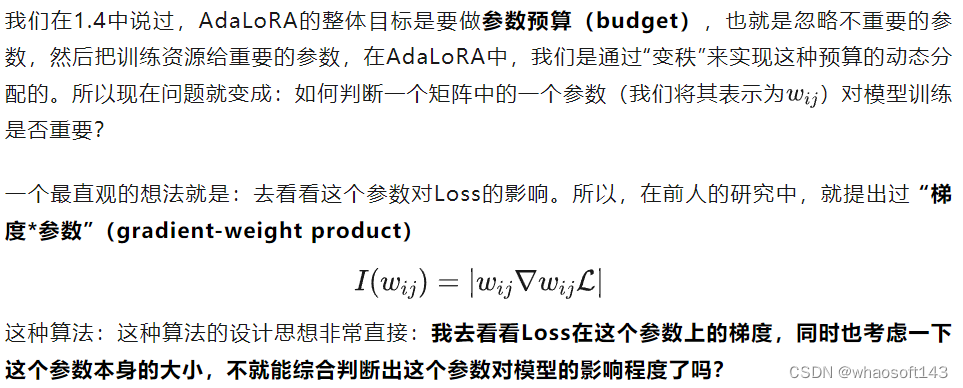 我们在1.4中说过，AdaLoRA的整体目标是要做参数预算（budget），也就是忽略不重要的参
数，然后把训练资源给重要的参数，在AdaLoRA中，我们是通过“变秩”来实现这种预算的动态分
配的。所以现在问题就变成：如何判断一个矩阵中的一个参数（我们将其表示为w_{ij}）对模型训练
是否重要？
一个最直观的想法就是：去看看这个参数对Loss的影响。所以，在前人的研究中，就提出过“梯
度*参数”（gradient-weight product）
I(w_{ij}) = |w_{ij}∇w_{ij}ℒ|
这种算法：这种算法的设计思想非常直接：我去看看Loss在这个参数上的梯度，同时也考虑一下
这个参数本身的大小，不就能综合判断出这个参数对模型的影响程度了吗？
CSDN @whaosoft143